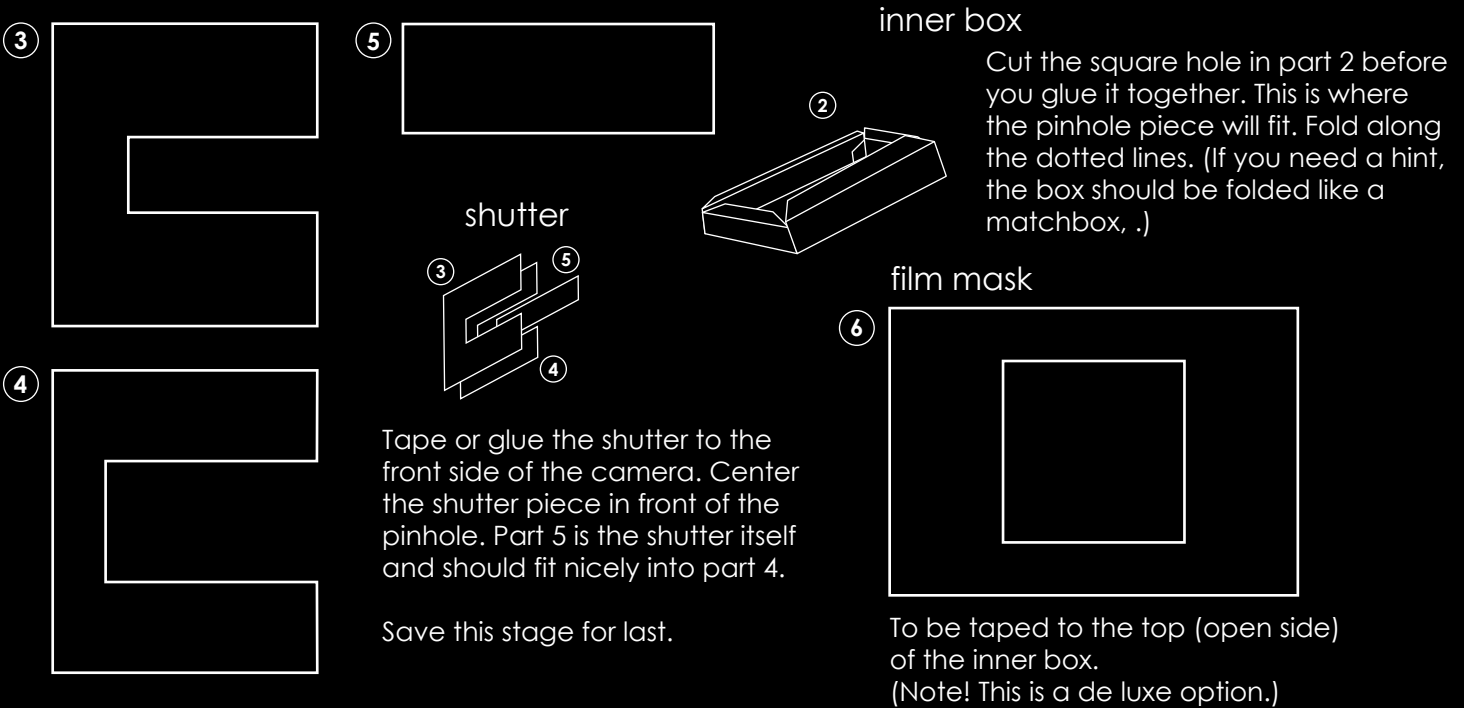 3
5
inner box
Cut the square hole in part 2 before
you glue it together. This is where
the pinhole piece will fit. Fold along
the dotted lines. (If you need a hint,
the box should be folded like a
matchbox, .)
2
shutter
3
5
4
4
Tape or glue the shutter to the
front side of the camera. Center
the shutter piece in front of the
pinhole. Part 5 is the shutter itself
and should fit nicely into part 4.
Save this stage for last.
film mask
6
To be taped to the top (open side)
of the inner box.
(Note! This is a de luxe option.)